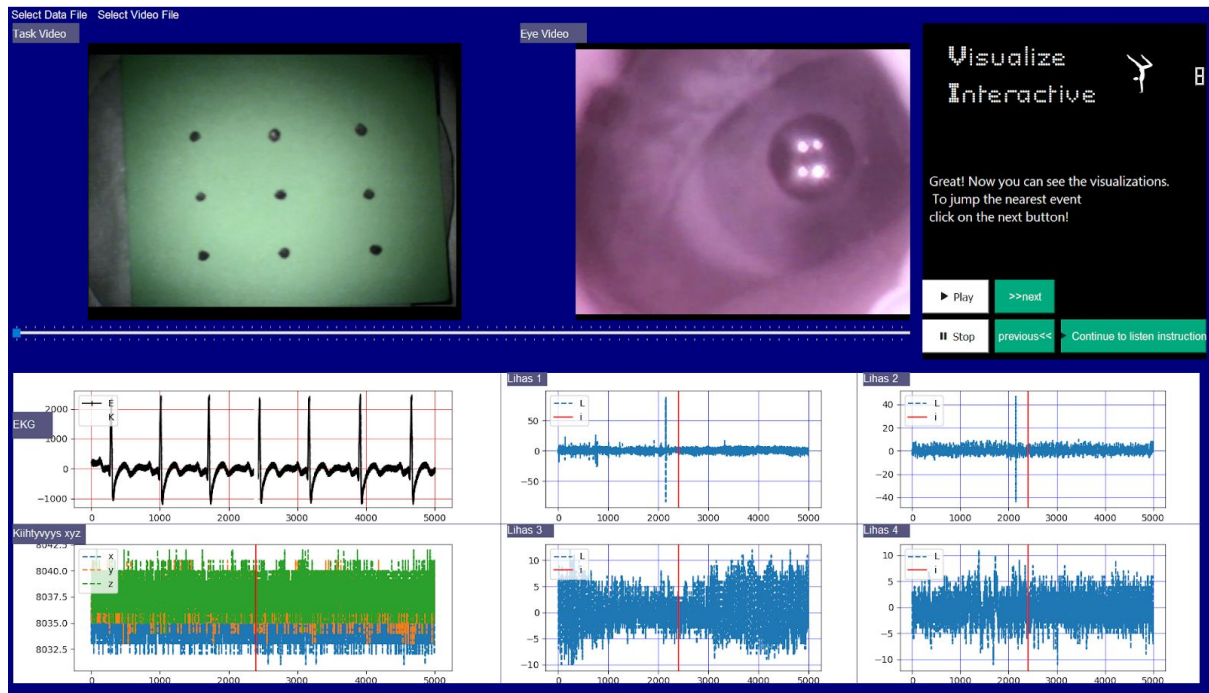 Select Data File Select Video File
Task Video
Eye Video
Visualize
Interactive
Great! Now you can see the visualizations.
To jump the nearest event
click on the next button!
Play
>>next
Stop
previous<<
Continue to listen instruction
EKG
E
K
2000
1000
0
−1000
0 1000 2000 3000 4000 5000
Lihas 1
L
i
50
0
−50
0 1000 2000 3000 4000 5000
Lihas 2
L
i
40
20
0
−20
−40
0 1000 2000 3000 4000 5000
Kiihtyvyys xyz
x
y
z
8042.5
8040.0
8037.5
8035.0
8032.5
0 1000 2000 3000 4000 5000
Lihas 3
L
i
10
5
0
−5
−10
0 1000 2000 3000 4000 5000
Lihas 4
L
i
10
5
0
−5
−10
0 1000 2000 3000 4000 5000